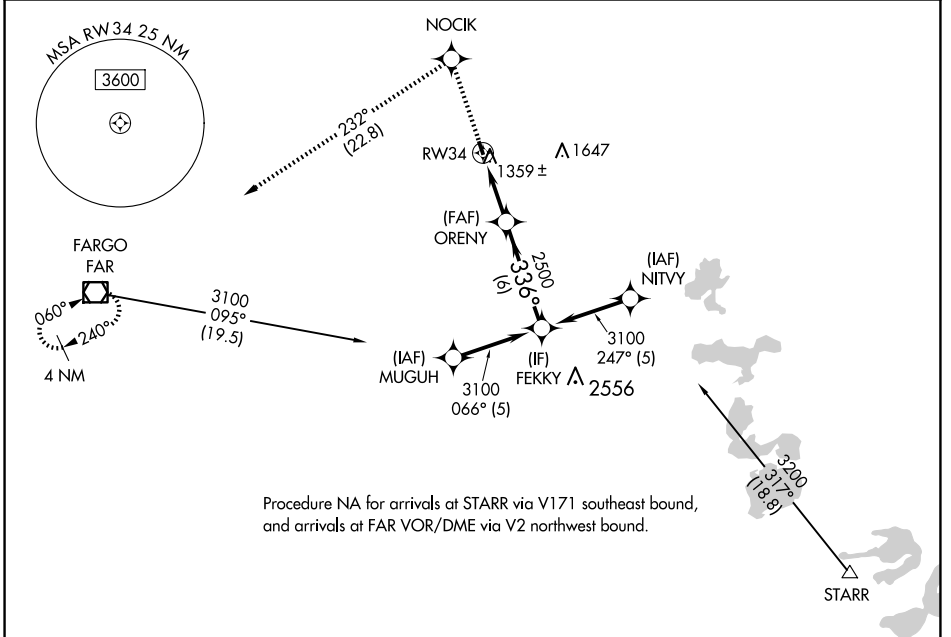 MSA RW34 25 NM
3600
NOCIK
232°
(22.8)
RW34
1359 ±
1647
(FAF)
ORENY
2500
336°
(6)
(IAF)
NITVY
3100
247° (5)
FARGO
FAR
060°
240°
4 NM
3100
095°
(19.5)
(IAF)
MUGUH
3100
066° (5)
(IF)
FEKKY
2556
3200
317°
(18.8)
STARR
Procedure NA for arrivals at STARR via V171 southeast bound,
and arrivals at FAR VOR/DME via V2 northwest bound.